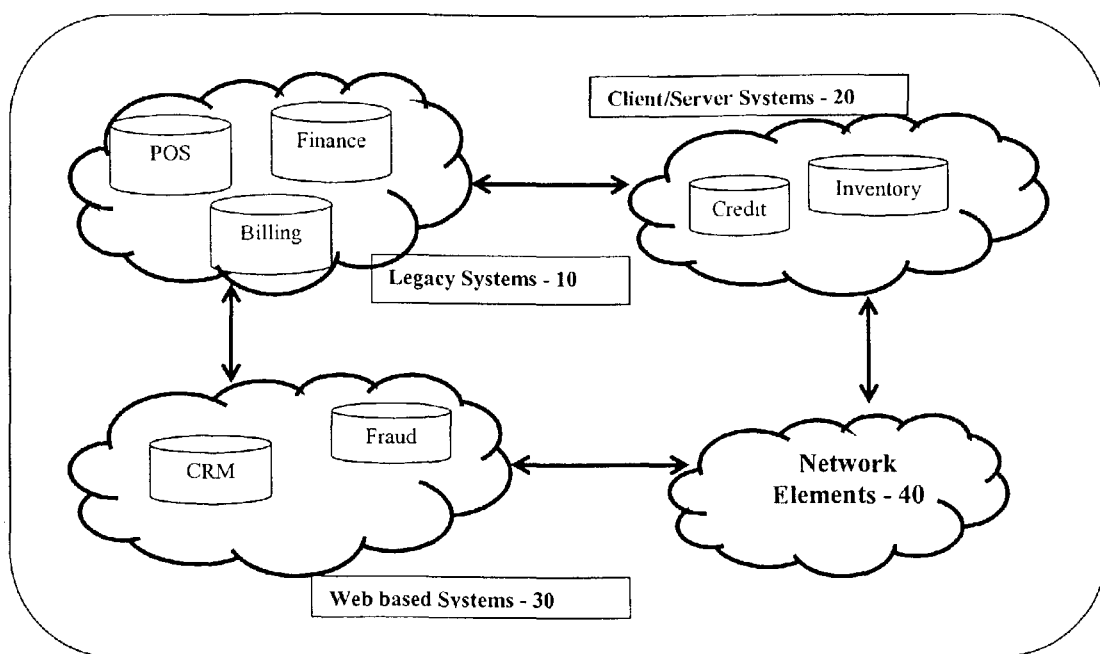 Client/Server Systems - 20
POS
Finance
Billing
Inventory
Credit
Legacy Systems - 10
Fraud
CRM
Network
Elements - 40
Web based Systems - 30